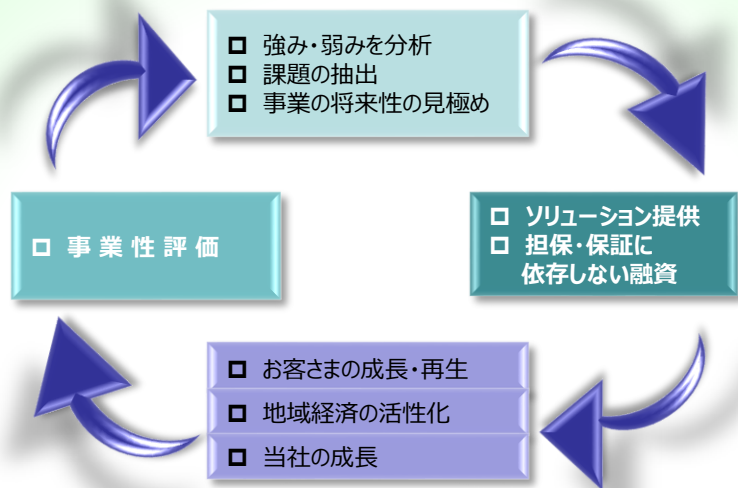 □ 強み・弱みを分析
□ 課題の抽出
□ 事業の将来性の見極め
□ 事業性評価
□ ソリューション提供
□ 担保・保証に
依存しない融資
□ お客さまの成長・再生
□ 地域経済の活性化
□ 当社の成長